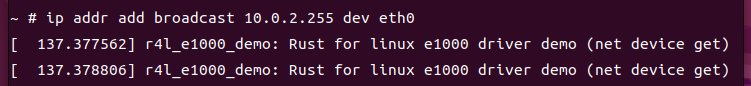 ~ # ip addr add broadcast 10.0.2.255 dev eth0
[  137.377562] r4l_e1000_demo: Rust for linux e1000 driver demo (net device get)
[  137.378806] r4l_e1000_demo: Rust for linux e1000 driver demo (net device get)